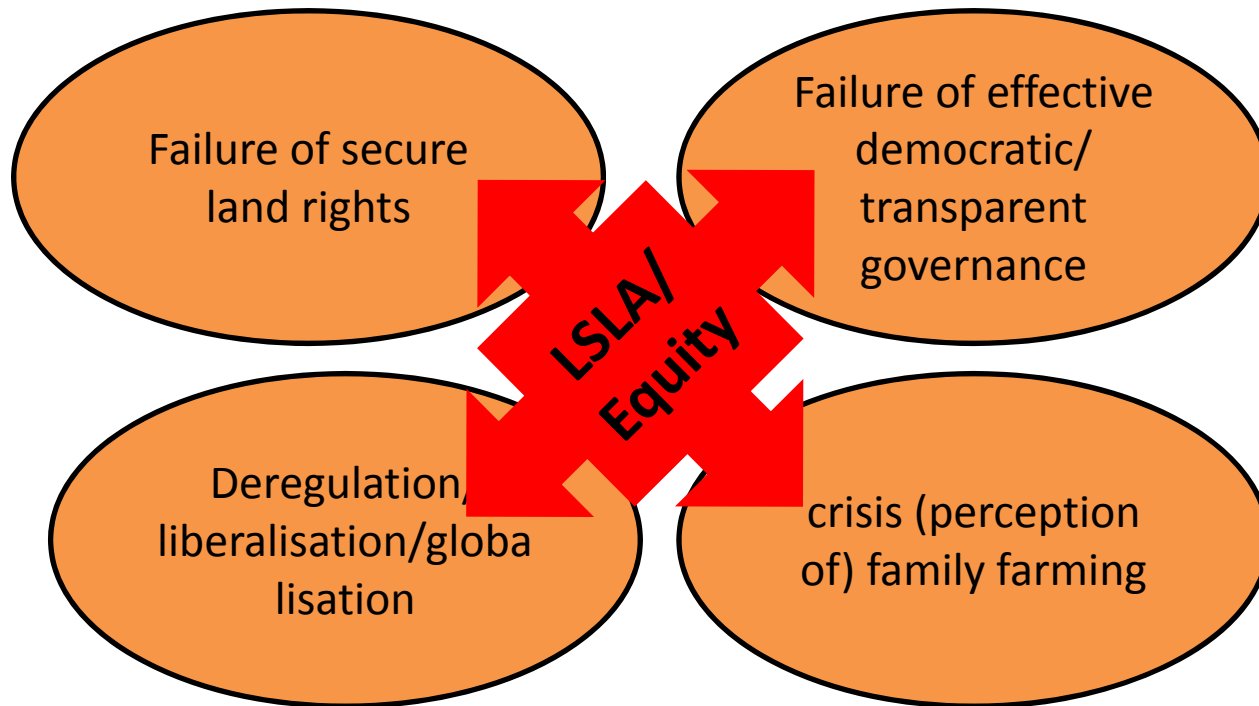 Failure of secure
land rights
Failure of effective
democratic/
transparent
governance
LSLA/
Equity
Deregulation/
liberalisation/globa
lisation
crisis (perception
of) family farming